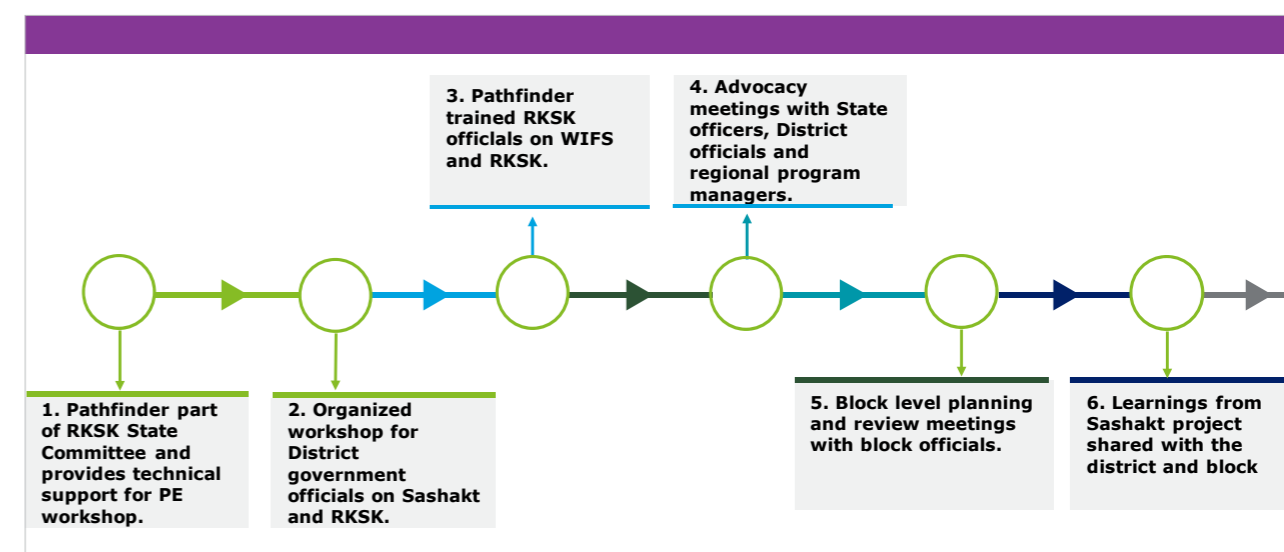 1. Pathfinder part
of RKSK State
Committee and
provides technical
support for PE
workshop.
2. Organized
workshop for
District
government
officials on Sashakt
and RKSK.
3. Pathfinder
trained RKSK
officlals on WIFS
and RKSK.
4. Advocacy
meetings with State
officers, District
officials and
regional program
managers.
5. Block level planning
and review meetings
with block officials.
6. Learnings from
Sashakt project
shared with the
district and block